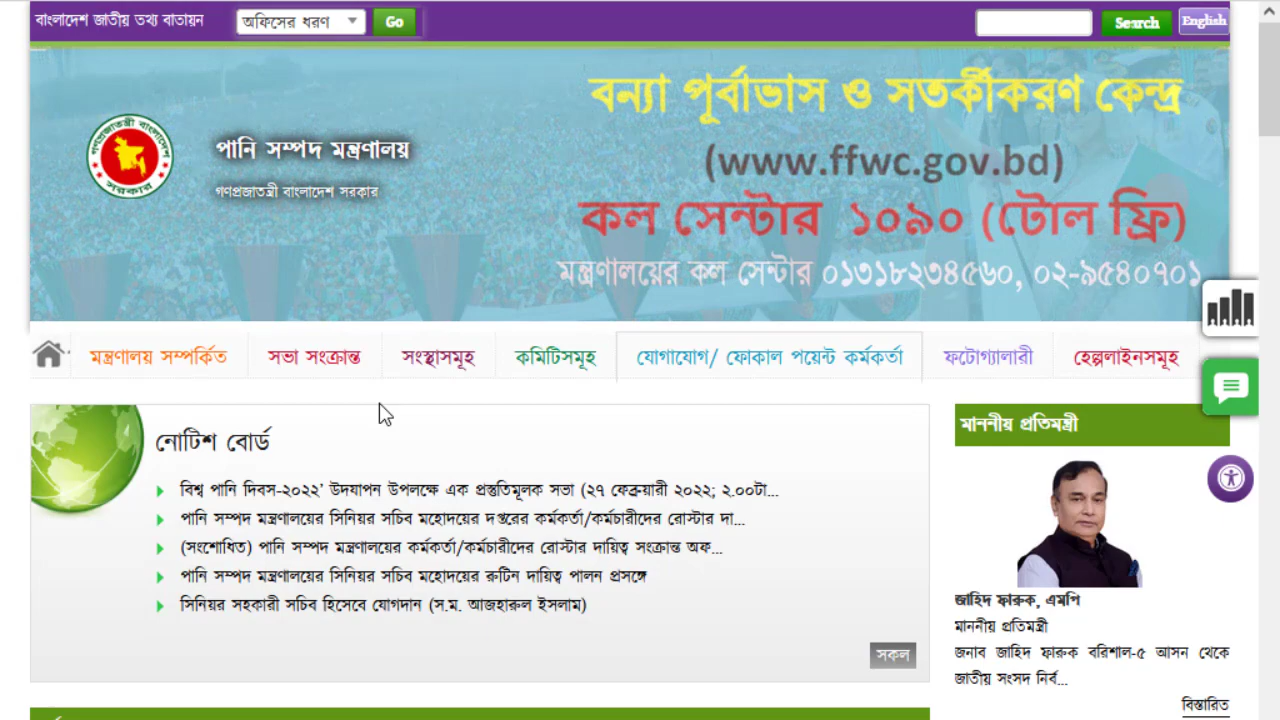 বাংলাদেশ জাতীয় তথ্য বাতায়ন
অফিসের ধরণ
Go
Search
English
বন্যা পূর্বাভাস ও সতর্কীকরণ কেন্দ্র
(www.ffwc.gov.bd)
কল সেন্টার ১০৯০ (টোল ফ্রি)
মন্ত্রণালয়ের কল সেন্টার ০১৩১৮২৩৪৫৬০, ০২-৯৫৪০৭০১
গণপ্রজাতন্ত্রী বাংলাদেশ
সরকার
পানি সম্পদ মন্ত্রণালয়
গণপ্রজাতন্ত্রী বাংলাদেশ সরকার
মন্ত্রণালয় সম্পর্কিত
সভা সংক্রান্ত
সংস্থাসমূহ
কমিটিসমূহ
যোগাযোগ/ ফোকাল পয়েন্ট কর্মকর্তা
ফটোগ্যালারী
হেল্পলাইনসমূহ
নোটিশ বোর্ড
বিশ্ব পানি দিবস-২০২২’ উদযাপন উপলক্ষে এক প্রস্তুতিমূলক সভা (২৭ ফেব্রুয়ারী ২০২২; ২.০০টা...
পানি সম্পদ মন্ত্রণালয়ের সিনিয়র সচিব মহোদয়ের দপ্তরের কর্মকর্তা/কর্মচারীদের রোস্টার দা...
(সংশোধিত) পানি সম্পদ মন্ত্রণালয়ের কর্মকর্তা/কর্মচারীদের রোস্টার দায়িত্ব সংক্রান্ত অফ...
পানি সম্পদ মন্ত্রণালয়ের সিনিয়র সচিব মহোদয়ের রুটিন দায়িত্ব পালন প্রসঙ্গে
সিনিয়র সহকারী সচিব হিসেবে যোগদান (স.ম. আজহারুল ইসলাম)
সকল
মাননীয় প্রতিমন্ত্রী
জাহিদ ফারুক, এমপি
মাননীয় প্রতিমন্ত্রী
জনাব জাহিদ ফারুক বরিশাল-৫ আসন থেকে
জাতীয় সংসদ নির্ব...
বিস্তারিত